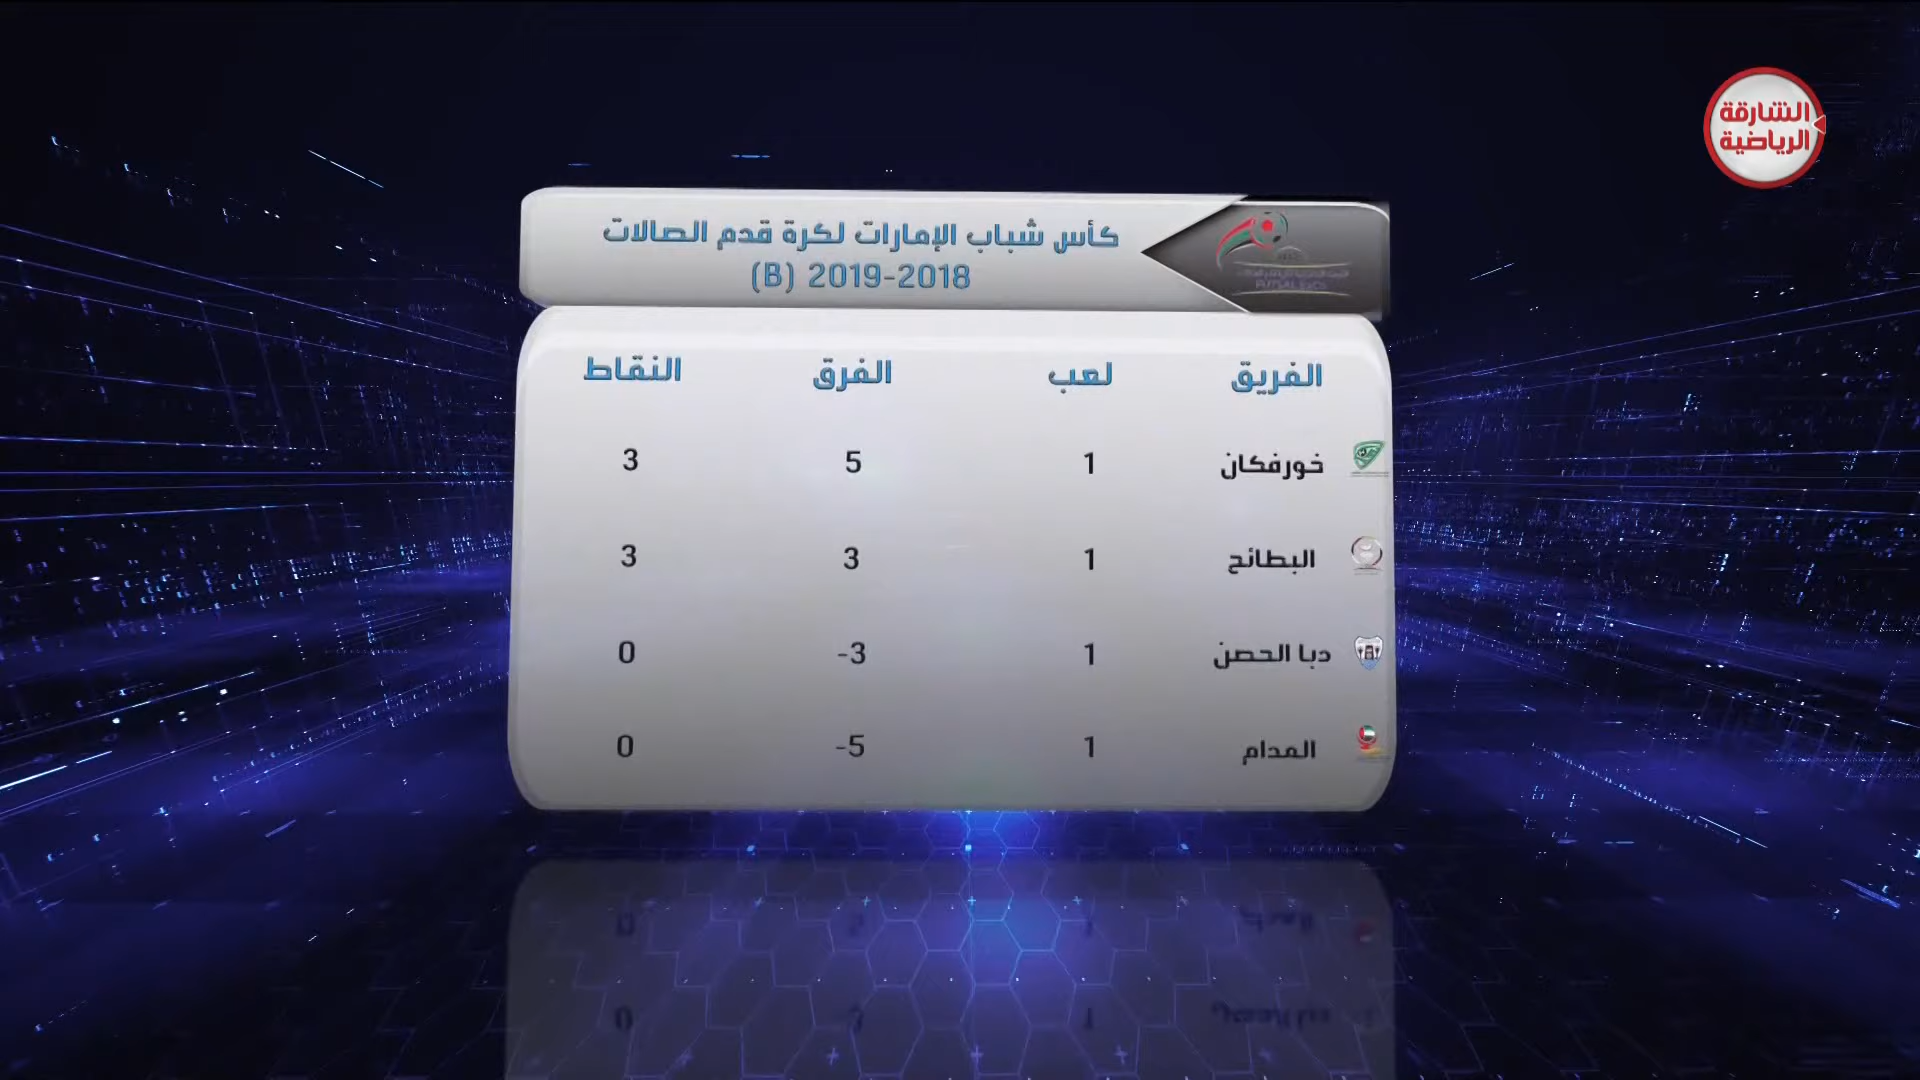 الشارقة
الرياضية
كأس شباب الإمارات لكرة قدم الصالات
(B) 2019-2018
الفريق لعب الفرق النقاط
خورفكان 1 5 3
البطائح 1 3 3
دبا الحصن 1 -3 0
المدام 1 -5 0